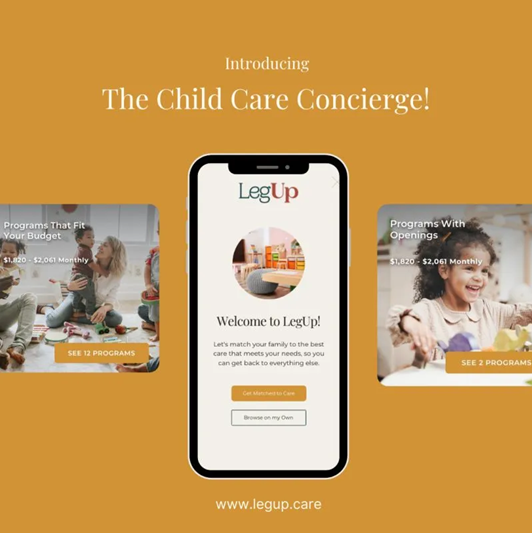 Introducing
The Child Care Concierge!
Programs That Fit
Your Budget
$1,820 - $2,061 Monthly
SEE 12 PROGRAMS
LegUp
Welcome to LegUp!
Let's match your family to the best
care that meets your needs, so you
can get back to everything else.
Get Matched to Care
Browse on my Own
Programs With
Openings
$1,820 - $2,061 Monthly
SEE 2 PROGRAMS
www.legup.care